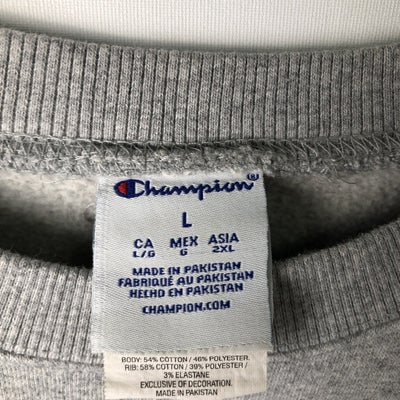 Champion®
L
CA MEX ASIA
L/G G 2XL
MADE IN PAKISTAN
FABRIQUÉ AU PAKISTAN
HECHO EN PAKISTAN
CHAMPION.COM
BODY: 54% COTTON / 46% POLYESTER.
RIB: 58% COTTON / 39% POLYESTER /
3% ELASTANE
EXCLUSIVE OF DECORATION.
MADE IN PAKISTAN